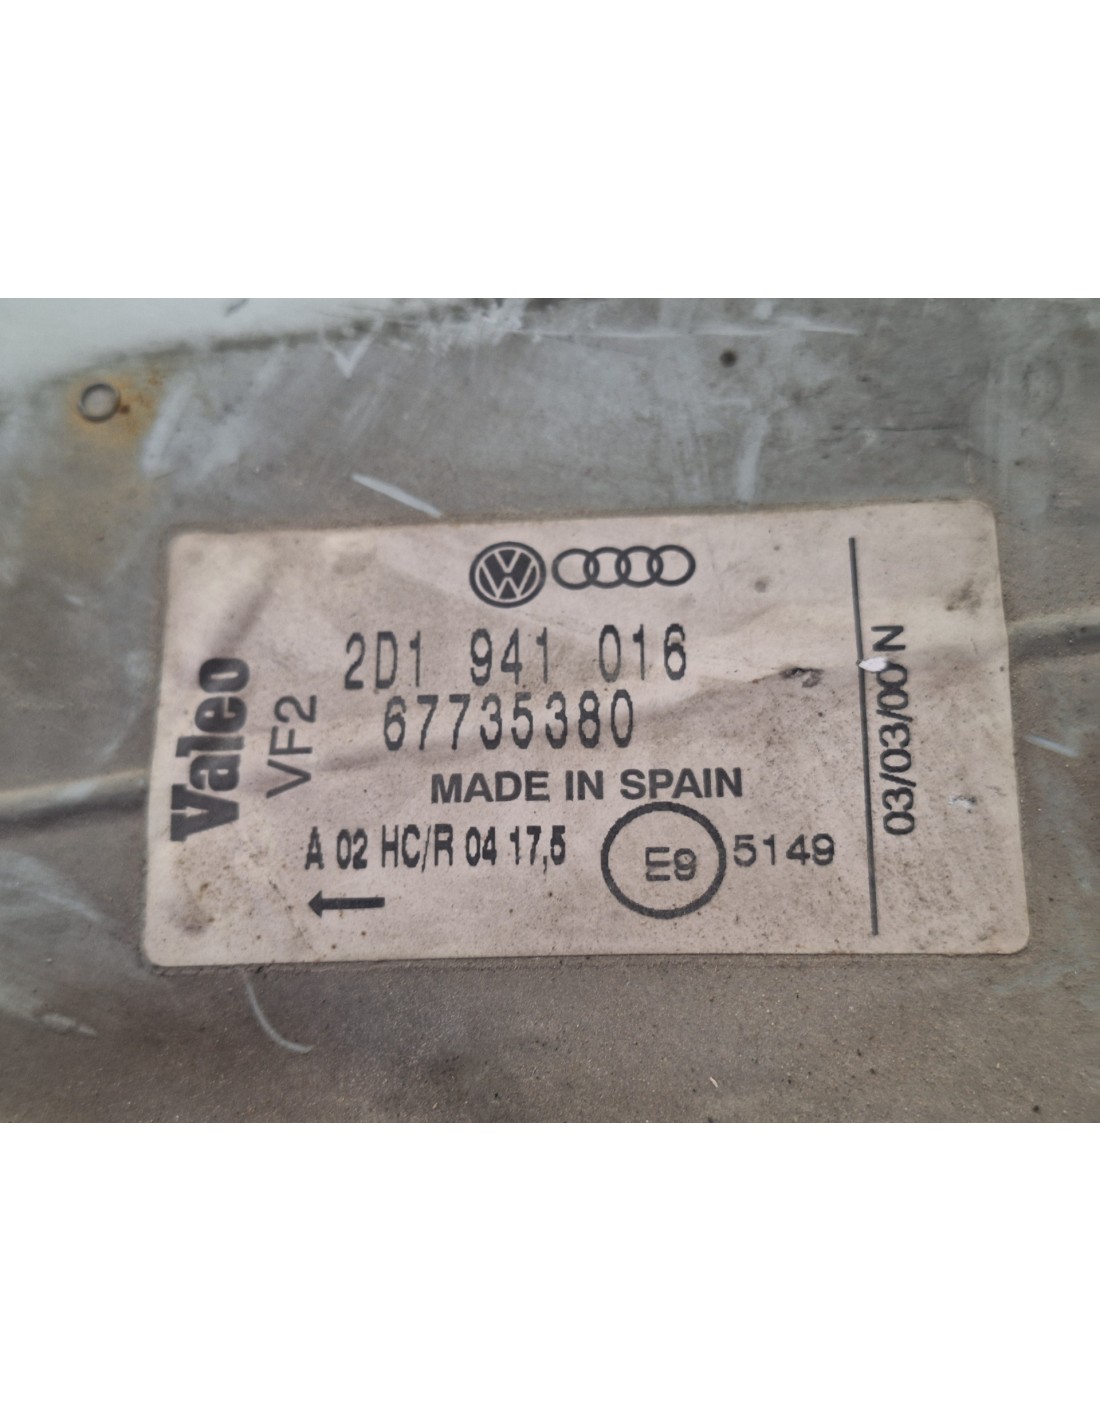 2D1 941 016
67735380
MADE IN SPAIN
A 02 HC/R 04 17,5
E9 5149
Valeo
VF2
03/03/00 N